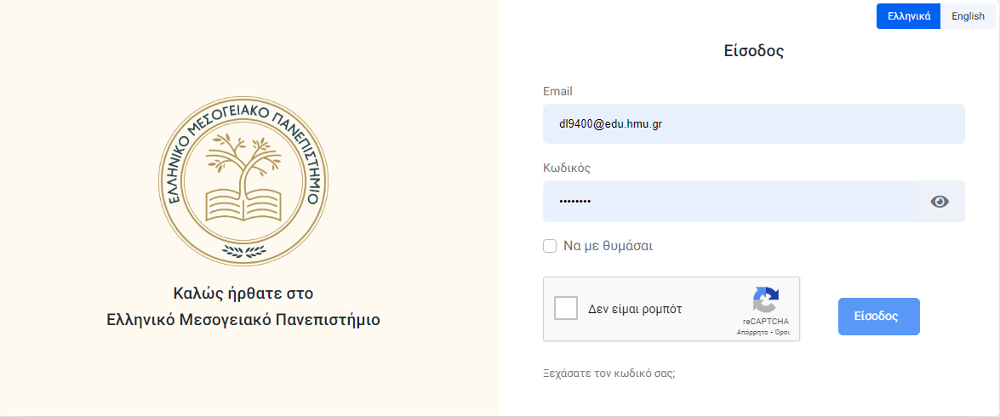 Ελληνικά English
Είσοδος
Email
dl9400@edu.hmu.gr
Κωδικός
••••••••
Να με θυμάσαι
Δεν είμαι ρομπότ
reCAPTCHA
Απόρρητο - Όροι
Είσοδος
Ξεχάσατε τον κωδικό σας;
ΕΛΛΗΝΙΚΟ ΜΕΣΟΓΕΙΑΚΟ ΠΑΝΕΠΙΣΤΗΜΙΟ
Καλώς ήρθατε στο
Ελληνικό Μεσογειακό Πανεπιστήμιο